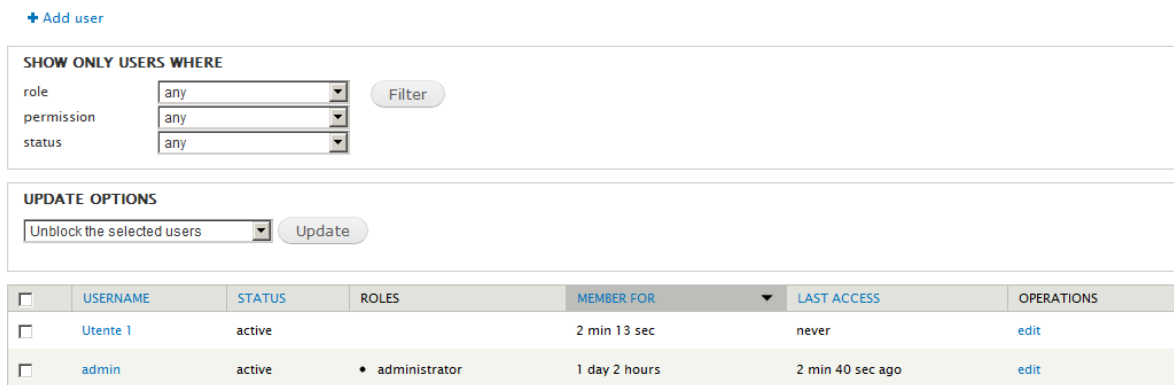 Add user
SHOW ONLY USERS WHERE
role any Filter
permission any
status any
UPDATE OPTIONS
Unblock the selected users Update
USERNAME STATUS ROLES MEMBER FOR LAST ACCESS OPERATIONS
Utente 1 active 2 min 13 sec never edit
admin active • administrator 1 day 2 hours 2 min 40 sec ago edit